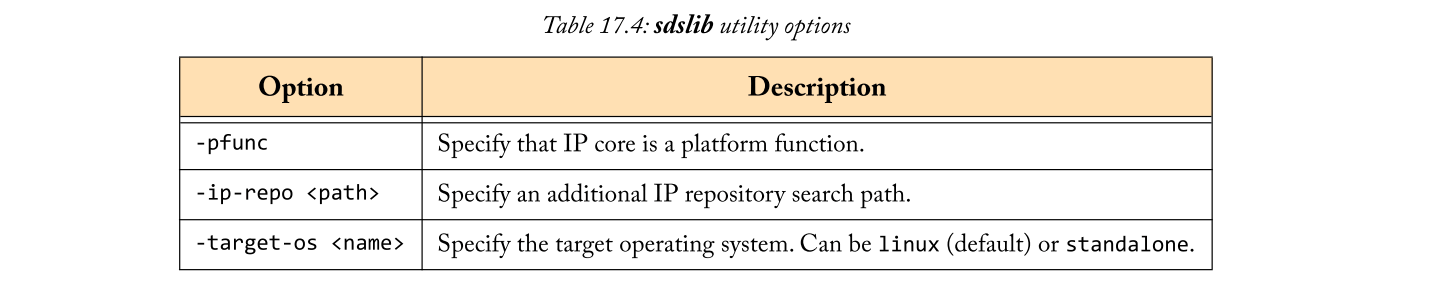 Table 17.4: sdslib utility options
Option Description
-pfunc Specify that IP core is a platform function.
-ip-repo <path> Specify an additional IP repository search path.
-target-os <name> Specify the target operating system. Can be linux (default) or standalone.